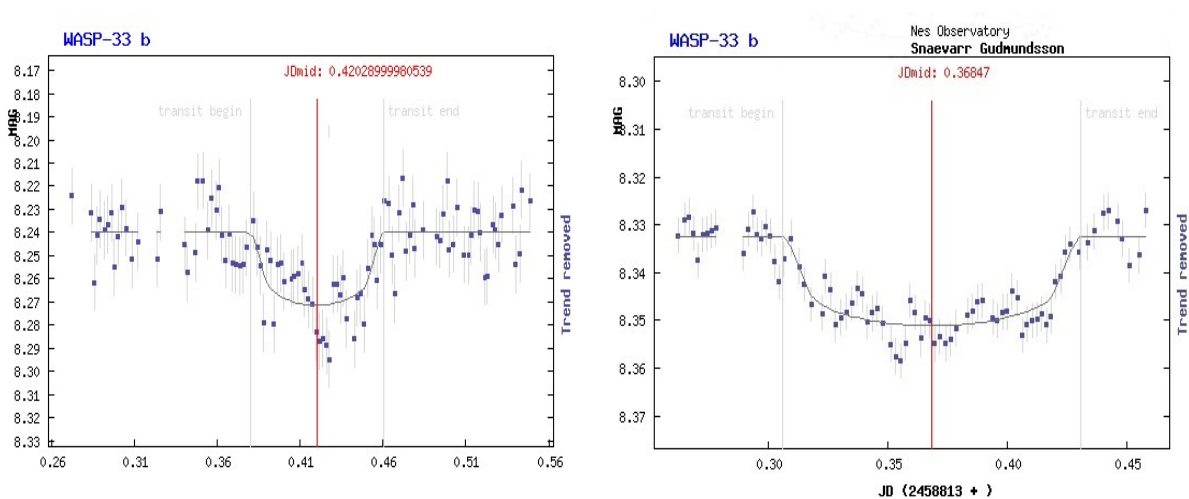 WASP-33 b
JDmid: 0.42028999980539
transit begin
transit end
MAG
8.17
8.18
8.19
8.20
8.21
8.22
8.23
8.24
8.25
8.26
8.27
8.28
8.29
8.30
8.31
8.32
8.33
0.26
0.31
0.36
0.41
0.46
0.51
0.56
Trend removed
WASP-33 b
Nes Observatory
Snaevarr Gudmundsson
JDmid: 0.36847
transit begin
transit end
MAG
8.30
8.31
8.32
8.33
8.34
8.35
8.36
8.37
0.30
0.35
0.40
0.45
JD (2458813 + )
Trend removed